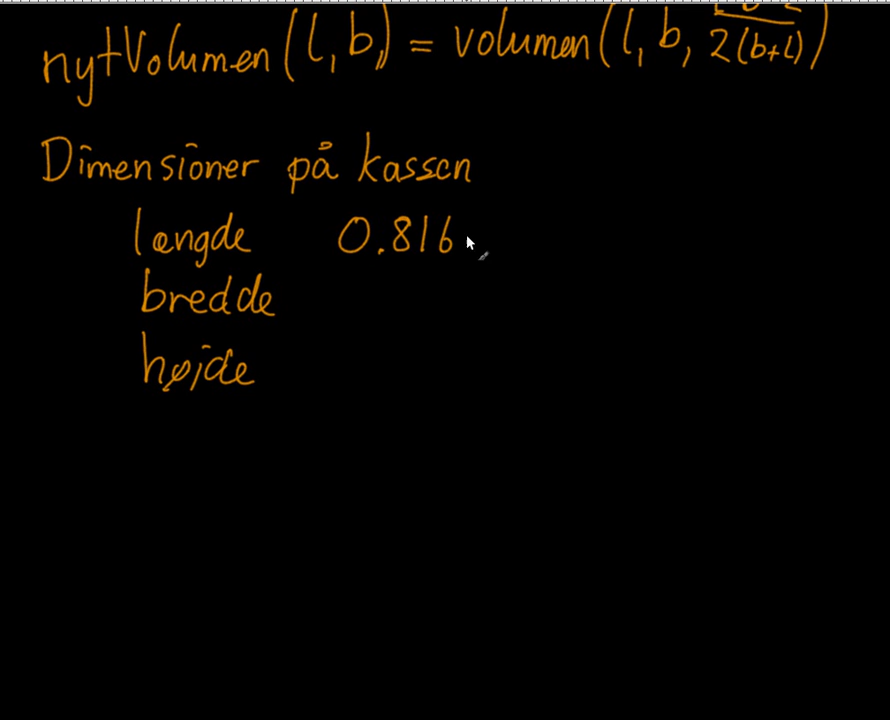 nytVolumen(l, b,) = volumen(l, b, 2(b+l))
Dimensioner på kassen
længde 0.816
bredde
højde